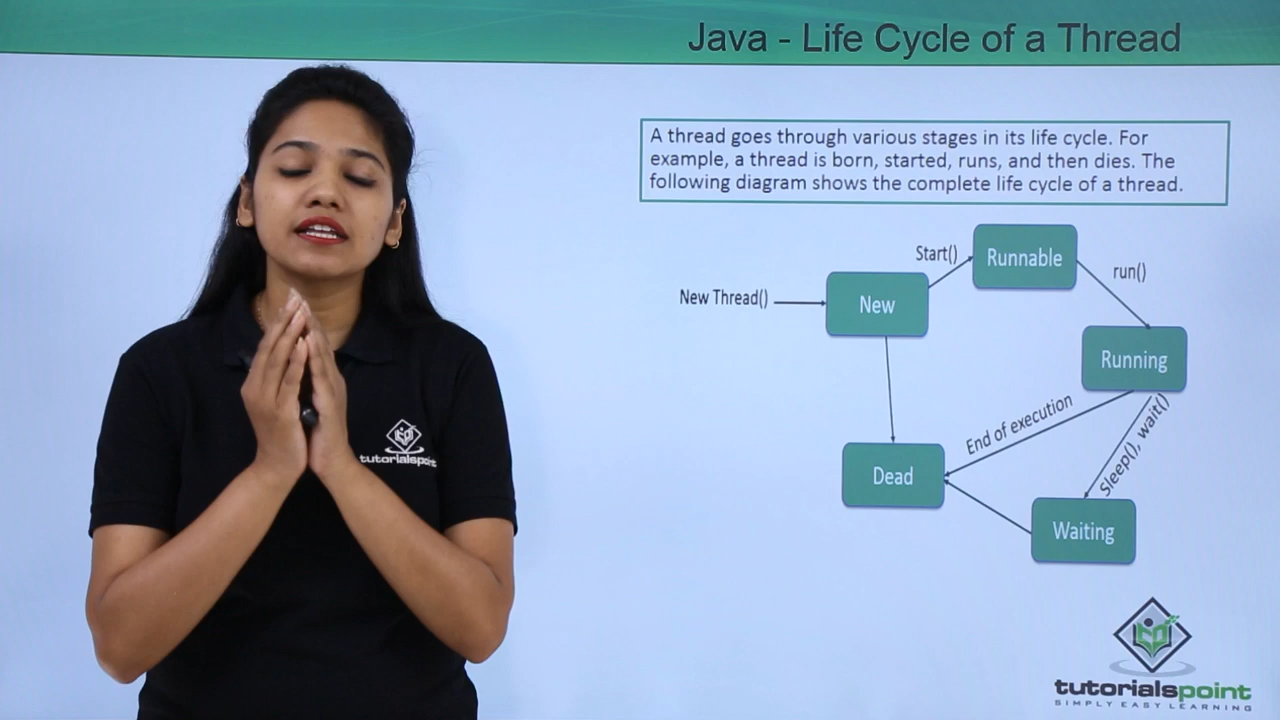 Java - Life Cycle of a Thread
A thread goes through various stages in its life cycle. For
example, a thread is born, started, runs, and then dies. The
following diagram shows the complete life cycle of a thread.
New Thread()
New
Start()
Runnable
run()
Running
End of execution
Sleep(), wait()
Dead
Waiting
tutorialspoint
tutorialspoint
SIMPLY EASY LEARNING